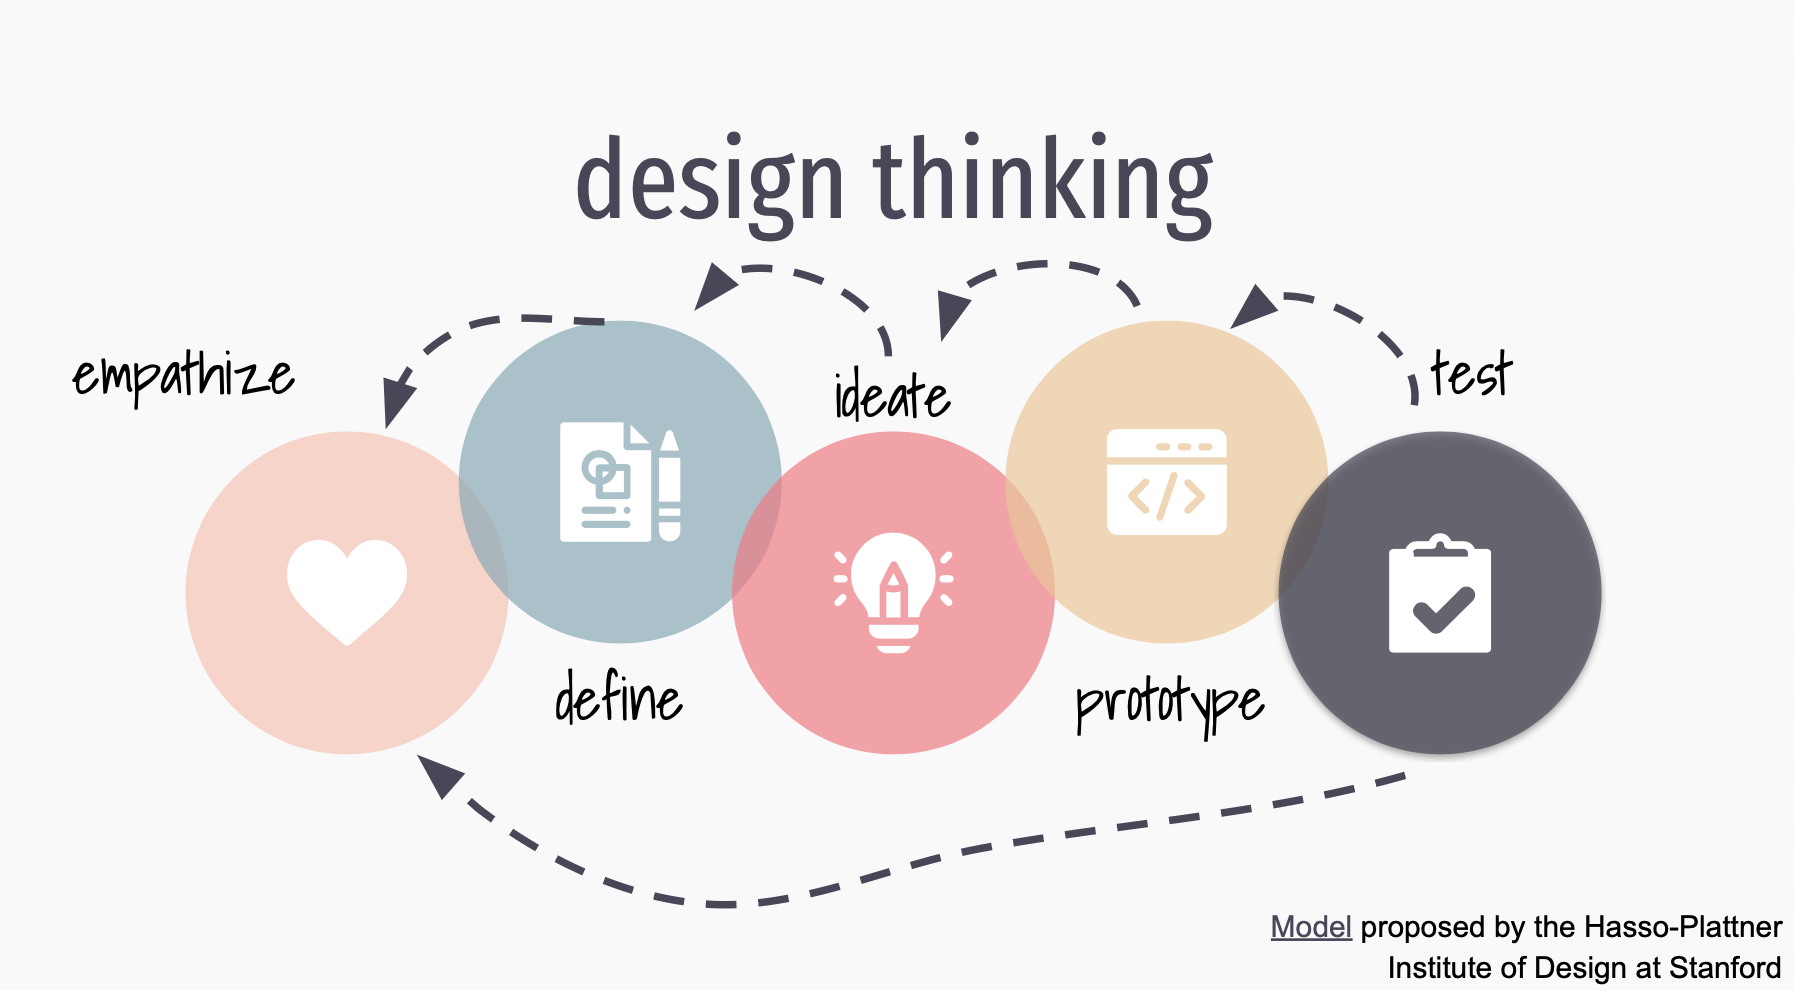 design thinking
empathize
ideate
test
define
prototype
</>
Model proposed by the Hasso-Plattner
Institute of Design at Stanford